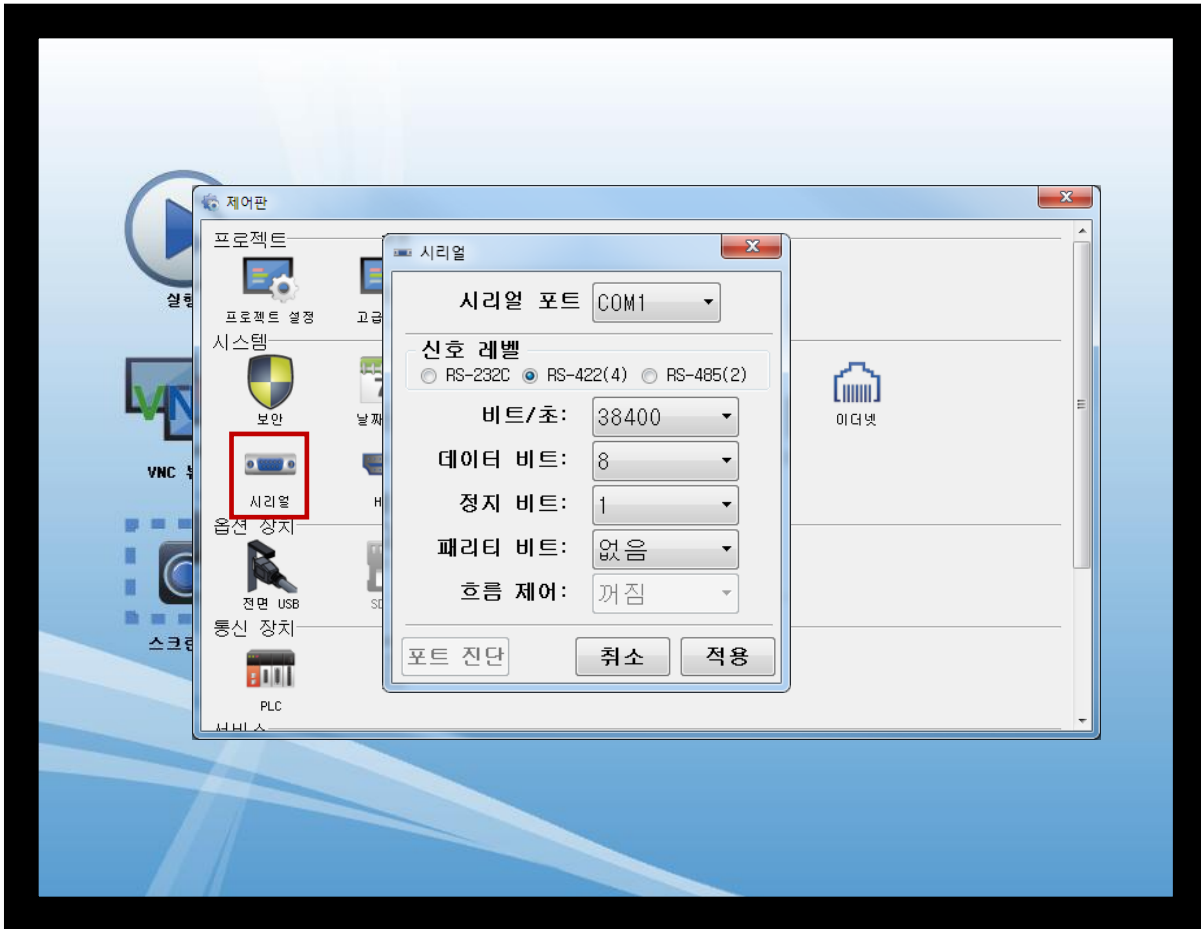 제어판
프로젝트
프로젝트 설정
고급
시스템
보안
날짜
이더넷
시리얼
H
옵션 장치
전면 USB
SD
통신 장치
PLC
서비스
시리얼
시리얼 포트 COM1
신호 레벨
RS-232C RS-422(4) RS-485(2)
비트/초: 38400
데이터 비트: 8
정지 비트: 1
패리티 비트: 없음
흐름 제어: 꺼짐
포트 진단 취소 적용
VNC
스크린